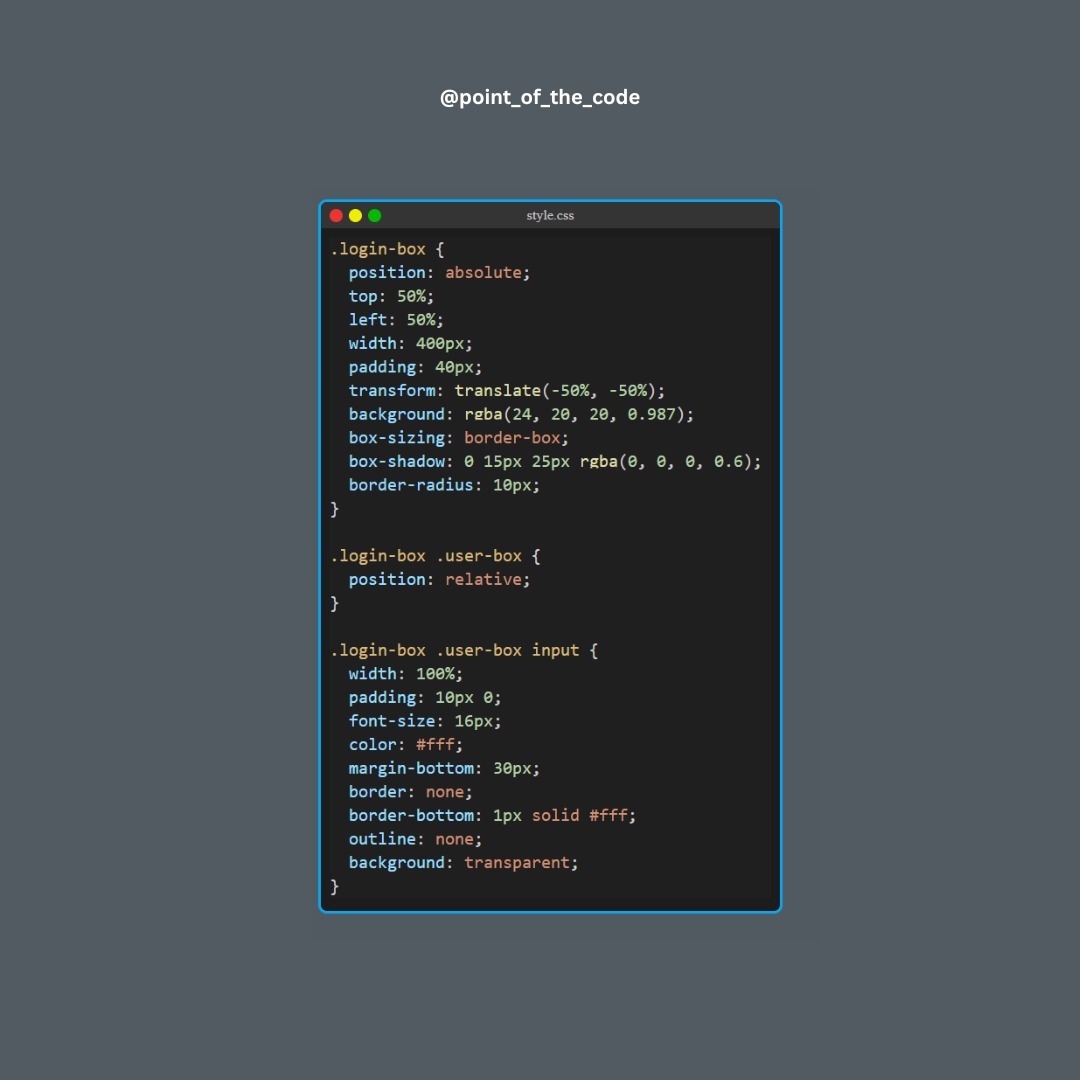 @point_of_the_code
style.css
.login-box {
  position: absolute;
  top: 50%;
  left: 50%;
  width: 400px;
  padding: 40px;
  transform: translate(-50%, -50%);
  background: rgba(24, 20, 20, 0.987);
  box-sizing: border-box;
  box-shadow: 0 15px 25px rgba(0, 0, 0, 0.6);
  border-radius: 10px;
}

.login-box .user-box {
  position: relative;
}

.login-box .user-box input {
  width: 100%;
  padding: 10px 0;
  font-size: 16px;
  color: #fff;
  margin-bottom: 30px;
  border: none;
  border-bottom: 1px solid #fff;
  outline: none;
  background: transparent;
}